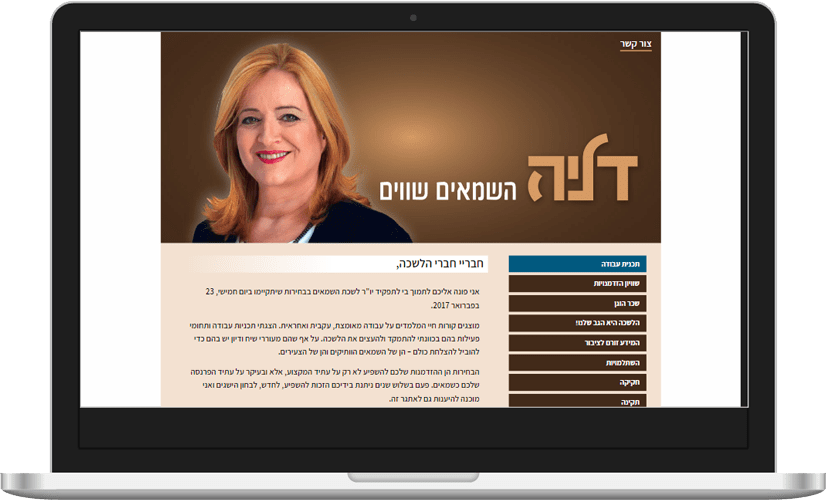 צור קשר
דליה
השמאים שווים
חבריי חברי הלשכה,
אני פונה אליכם לתמוך בי לתפקיד יו"ר לשכת השמאים בבחירות שיתקיימו ביום חמישי, 23
בפברואר 2017.
מוצגים קורות חיי המלמדים על עבודה מאומצת, עקבית ואחראית. הצגתי תכניות עבודה ותחומי
פעילות בהם בכוונתי להתמקד ולהעצים את הלשכה. על אף שהם מעוררי שיח ודיון יש בהם כדי
להוביל להצלחת כולם – הן של השמאים הוותיקים והן של הצעירים.
הבחירות הן ההזדמנות שלכם להשפיע לא רק על עתיד המקצוע, אלא ובעיקר על עתיד הפרנסה
שלכם כשמאים. פעם בשלוש שנים ניתנת בידיכם הזכות להשפיע, לחדש, לבחון הישגים ואני
מוכנה להיענות גם לאתגר זה.
תכנית עבודה
שוויון הזדמנויות
שכר הוגן
הלשכה היא הגב שלנו!
המידע זורם לציבור
השתלמויות
חקיקה
תקינה